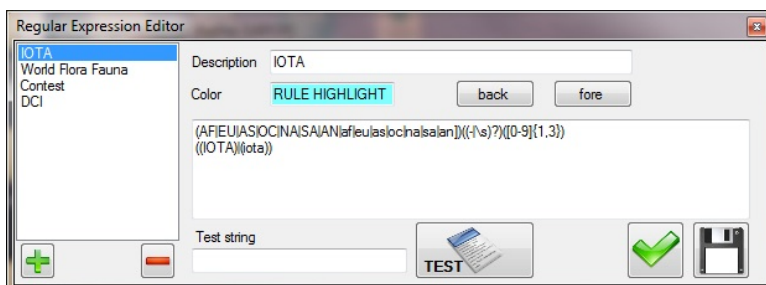 Regular Expression Editor
IOTA
World Flora Fauna
Contest
DCI
Description IOTA
Color RULE HIGHLIGHT back fore
(AF|EU|AS|OC|NA|SA|AN|af|eu|as|oc|na|sa|an])((-|\s)?)([0-9]{1,3})
((IOTA)|(iota))
Test string
TEST